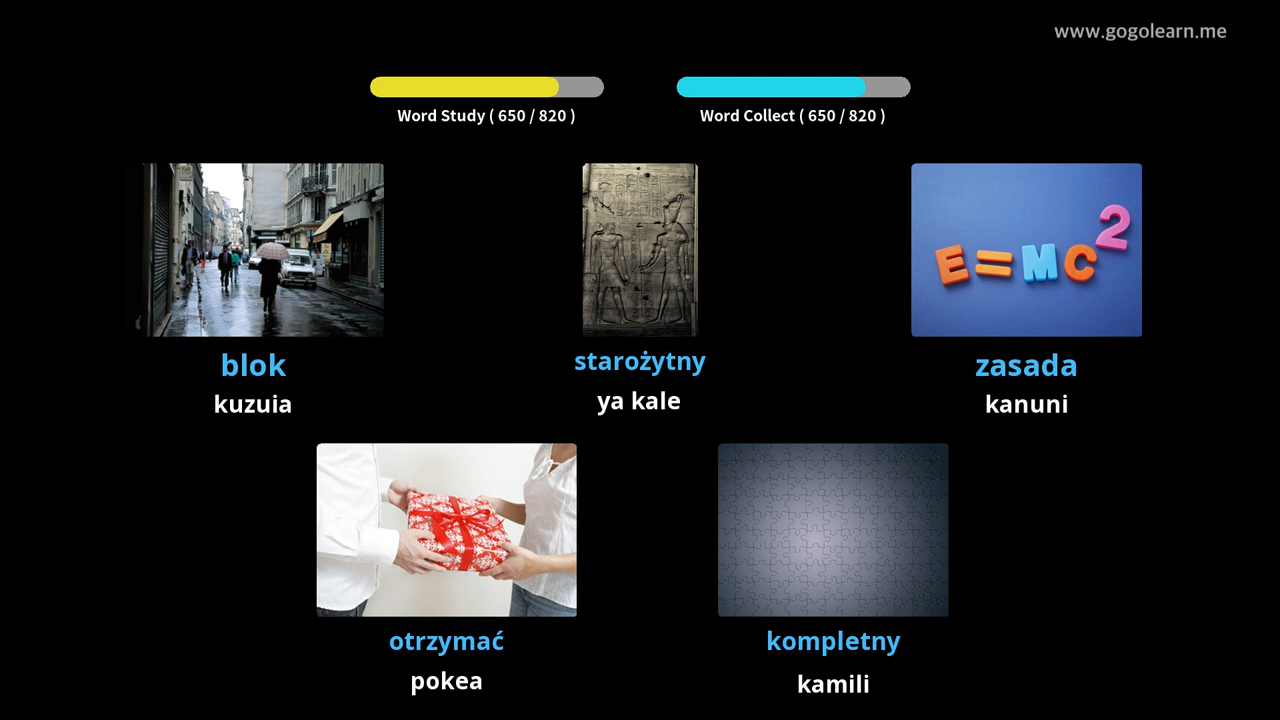 www.gogolearn.me
Word Study ( 650 / 820 )
Word Collect ( 650 / 820 )
E=MC2
blok
kuzuia
starożytny
ya kale
zasada
kanuni
otrzymać
pokea
kompletny
kamili